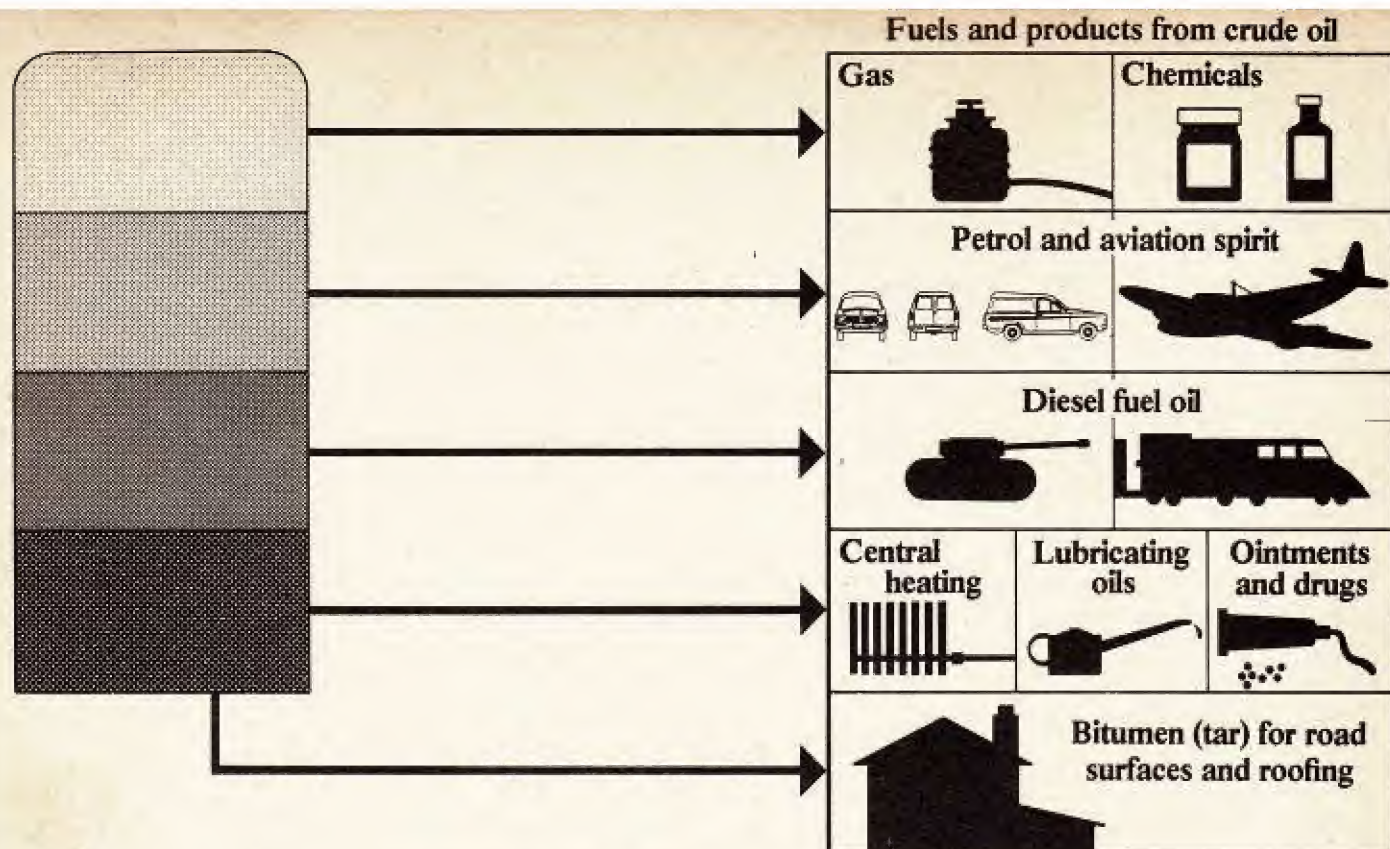 Fuels and products from crude oil
Gas
Chemicals
Petrol and aviation spirit
Diesel fuel oil
Central
heating
Lubricating
oils
Ointments
and drugs
Bitumen (tar) for road
surfaces and roofing